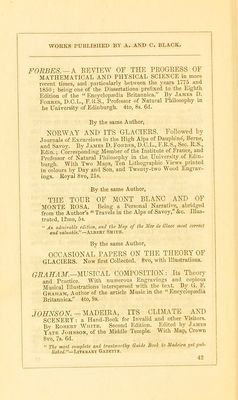 WORKS PUBLISHED BY A. AND C. BLACK.
FORBES.—A REVIEW OF THE PROGRESS OF
MATHEMATICAL AND PHYSICAL SCIENCE in more
recent times, and particularly between the years 1775 and
1850; being one of the Dissertations prefixed to the Eighth
Edition of the "Encyclopædia Britannica." By JAMES D.
FORBES, D.C.L., F.R.S., Professor of Natural Philosophy in
he University of Edinburgh. 4to, 8s. 6d.
By the same Author,
NORWAY AND ITS GLACIERS. Followed by
Journals of Excursions in the High Alps of Dauphiné, Berne,
and Savoy. By JAMES D. FORBES, D.C.L., F.R.S., Sec. R.S.,
Edin.; Corresponding Member of the Institute of France, and
Professor of Natural Philosophy in the University of Edin-
burgh. With Two Maps, Ten Lithographic Views printed
in colours by Day and Son, and Twenty-two Wood Engrav-
ings. Royal 8vo, 21s.
By the same Author,
THE TOUR OF MONT BLANC AND OF
MONTE ROSA. Being a Personal Narrative, abridged
from the Author's "Travels in the Alps of Savoy," &c. Illus-
trated, 12mo, 5s.
"An admirable edition, and the Map of the Mer de Glace most correct
and valuable."—ALBERT SMITH.
By the same Author,
OCCASIONAL PAPERS ON THE THEORY OF
GLACIERS. Now first Collected. 8vo, with Illustrations.
GRAHAM.—MUSICAL COMPOSITION: Its Theory
and Practice. With numerous Engravings and copious
Musical Illustrations interspersed with the text. By G. F.
GRAHAM, Author of the article Music in the "Encyclopædia
Britannica." 4to, 9s.
JOHNSON.—MADEIRA, ITS CLIMATE AND
SCENERY: a Hand-Book for Invalid and other Visitors.
By ROBERT WHITE. Second Edition. Edited by JAMES
YATE JOHNSON, of the Middle Temple. With Map, Crown
8vo, 7s. 6d.
"The most complete and trustworthy Guide Book to Madeira yet pub-
lished."—LITERARY GAZETTE.
42